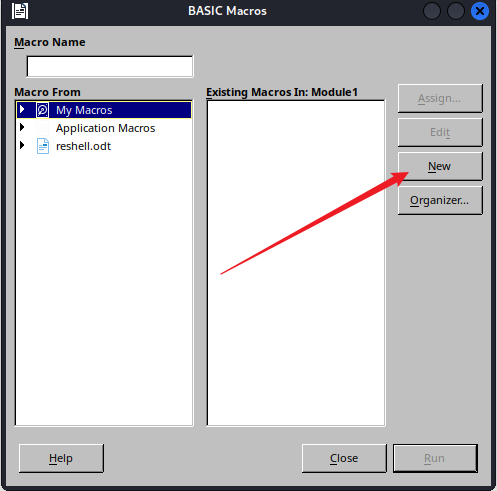 BASIC Macros
Macro Name
Macro From
Existing Macros In: Module1
My Macros
Application Macros
reshell.odt
Assign...
Edit
New
Organizer...
Help
Close
Run